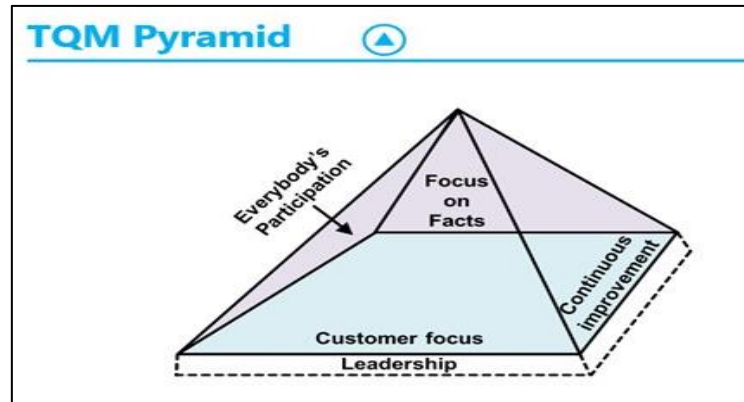 TQM Pyramid
Everybody's
Participation
Focus
on
Facts
Continuous
improvement
Customer focus
Leadership